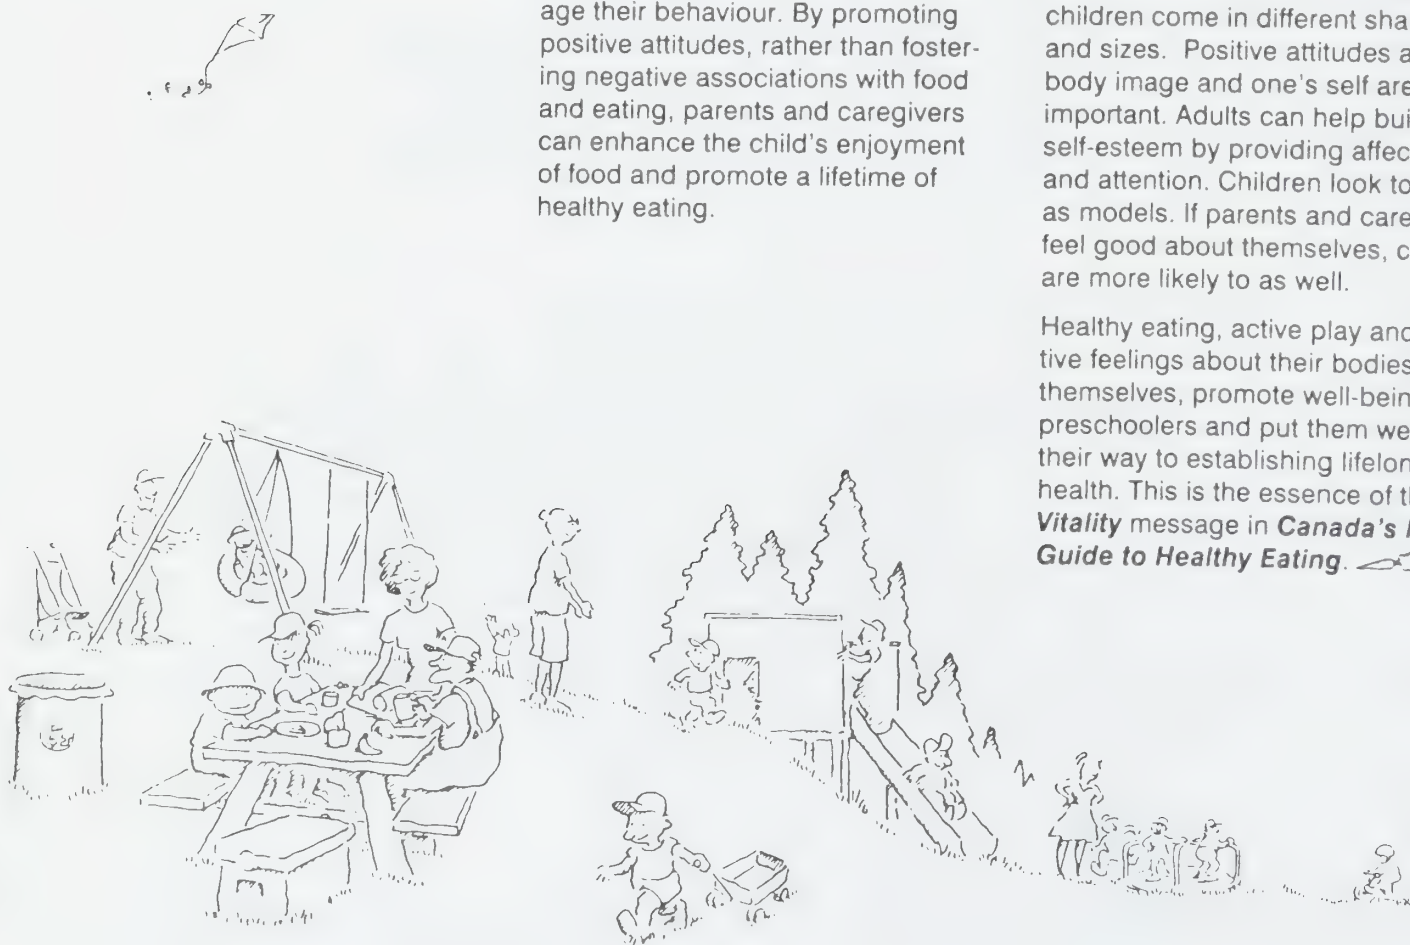 age their behaviour. By promoting
positive attitudes, rather than foster-
ing negative associations with food
and eating, parents and caregivers
can enhance the child's enjoyment
of food and promote a lifetime of
healthy eating.
children come in different sha
and sizes. Positive attitudes a
body image and one's self are
important. Adults can help bui
self-esteem by providing affec
and attention. Children look to
as models. If parents and care
feel good about themselves, c
are more likely to as well.
Healthy eating, active play and
tive feelings about their bodies
themselves, promote well-bein
preschoolers and put them we
their way to establishing lifelon
health. This is the essence of t
Vitality message in Canada's
Guide to Healthy Eating.